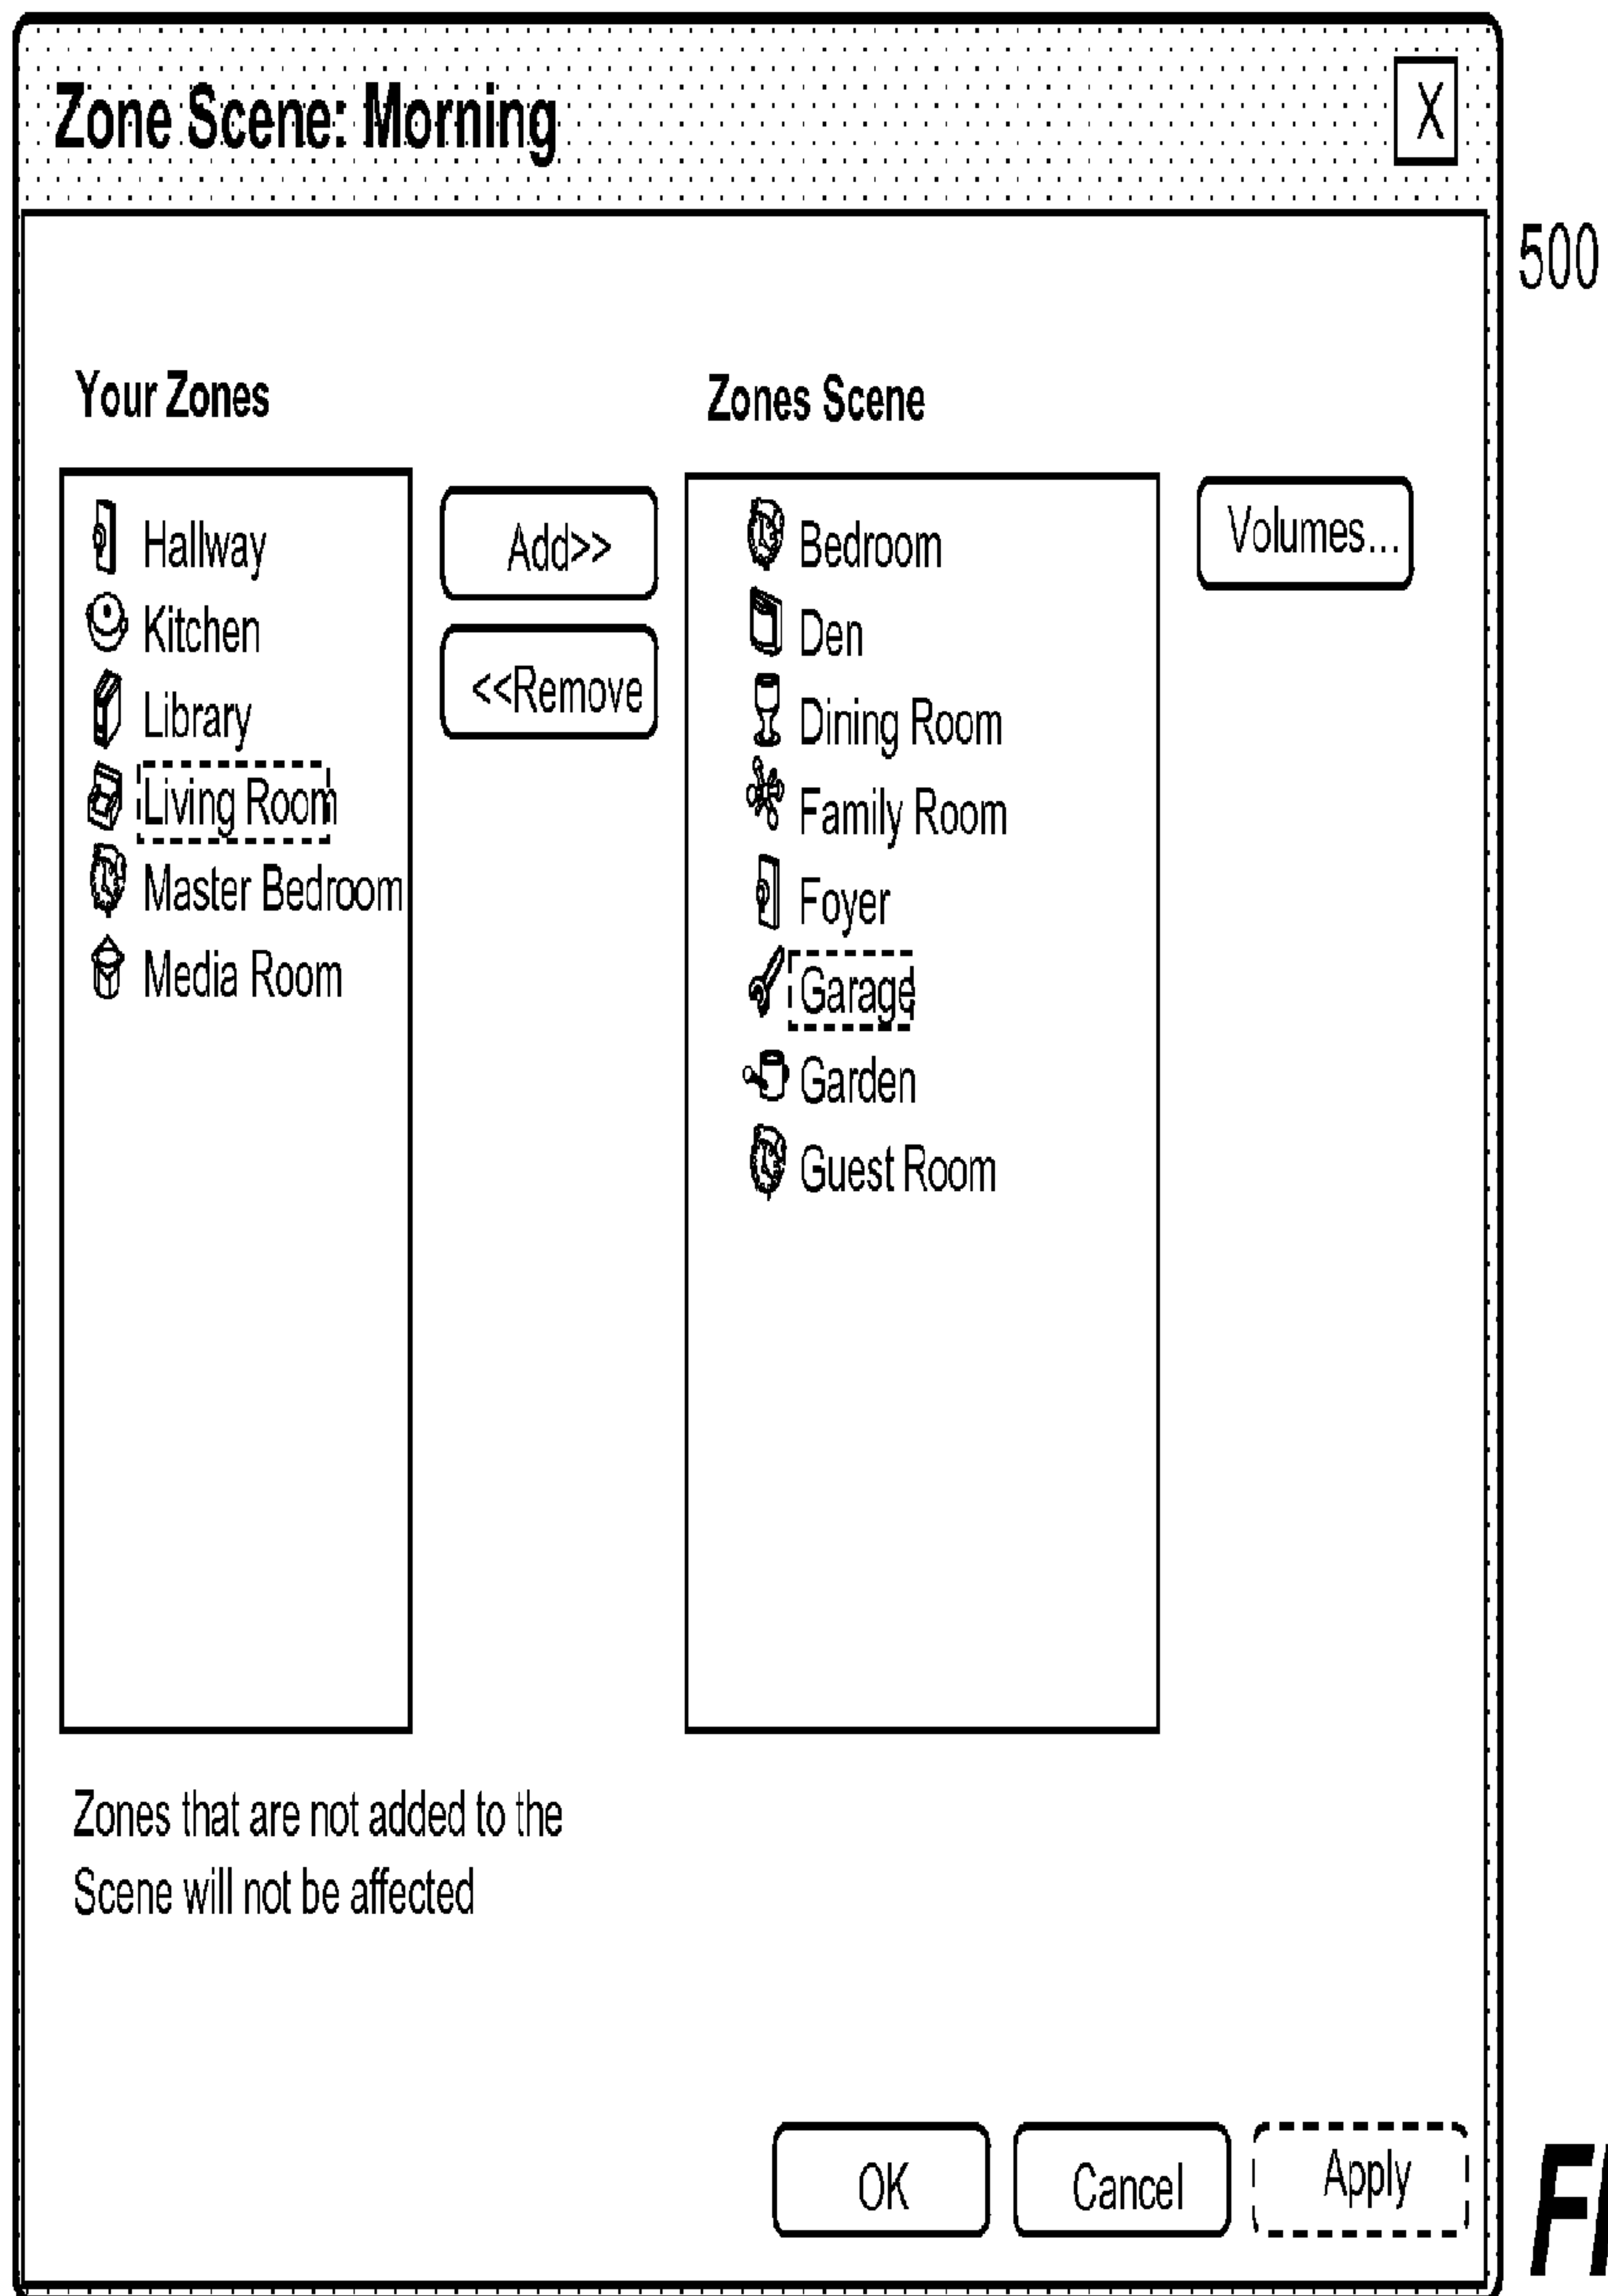 Zone Scene: Morning
X
500
Your Zones
Zones Scene
Hallway
Kitchen
Library
Living Room
Master Bedroom
Media Room
Add>>
<<Remove
Bedroom
Den
Dining Room
Family Room
Foyer
Garage
Garden
Guest Room
Volumes...
Zones that are not added to the
Scene will not be affected
OK
Cancel
Apply